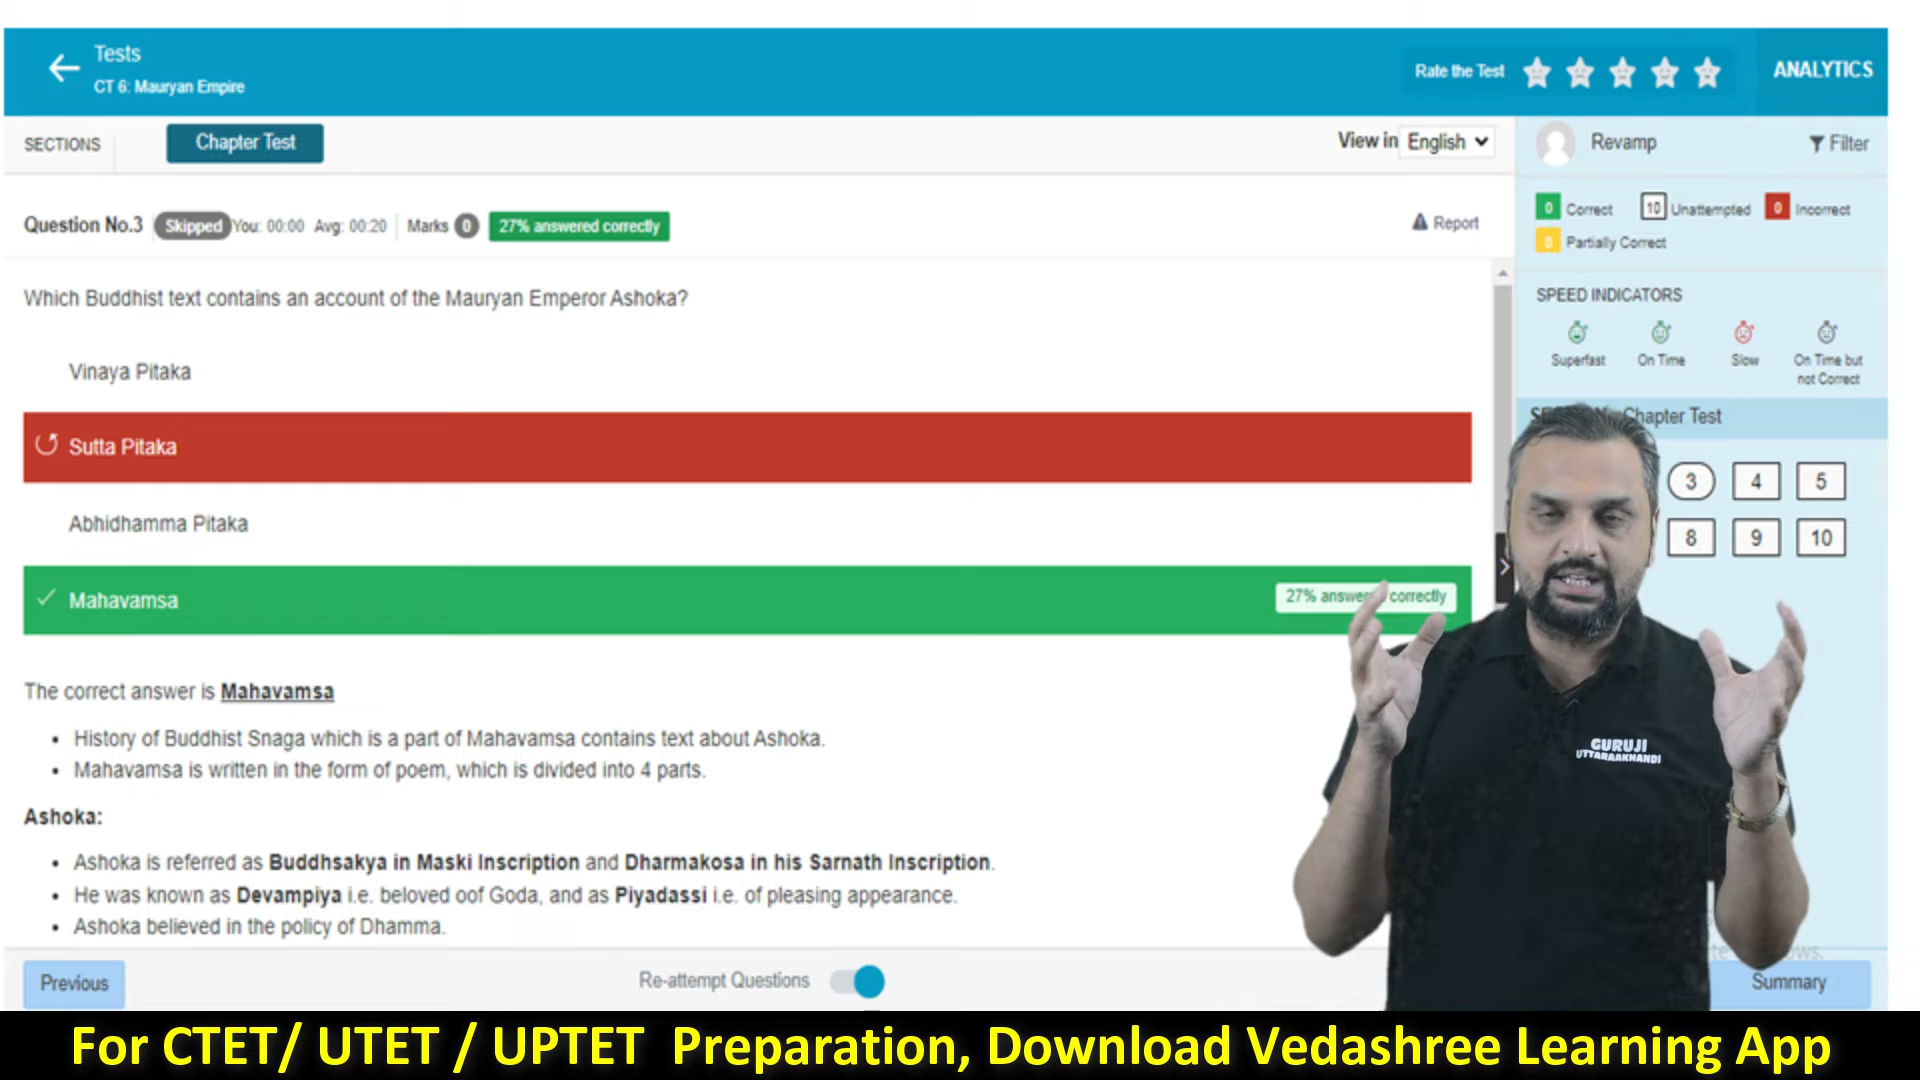 Tests
CT 6: Mauryan Empire
Rate the Test
ANALYTICS
SECTIONS
Chapter Test
View in English
Revamp
Filter
Question No.3 Skipped You: 00:00 Avg: 00:20 Marks 0 27% answered correctly
Report
0 Correct 10 Unattempted 0 Incorrect
0 Partially Correct
Which Buddhist text contains an account of the Mauryan Emperor Ashoka?
SPEED INDICATORS
Superfast On Time Slow On Time but not Correct
Vinaya Pitaka
Chapter Test
Sutta Pitaka
3 4 5
Abhidhamma Pitaka
8 9 10
Mahavamsa
27% answered correctly
The correct answer is Mahavamsa
• History of Buddhist Snaga which is a part of Mahavamsa contains text about Ashoka.
• Mahavamsa is written in the form of poem, which is divided into 4 parts.
GURUJI
UTTARAAKHANDI
Ashoka:
• Ashoka is referred as Buddhsakya in Maski Inscription and Dharmakosa in his Sarnath Inscription.
• He was known as Devampiya i.e. beloved oof Goda, and as Piyadassi i.e. of pleasing appearance.
• Ashoka believed in the policy of Dhamma.
Previous
Re-attempt Questions
Summary
For CTET/ UTET / UPTET Preparation, Download Vedashree Learning App